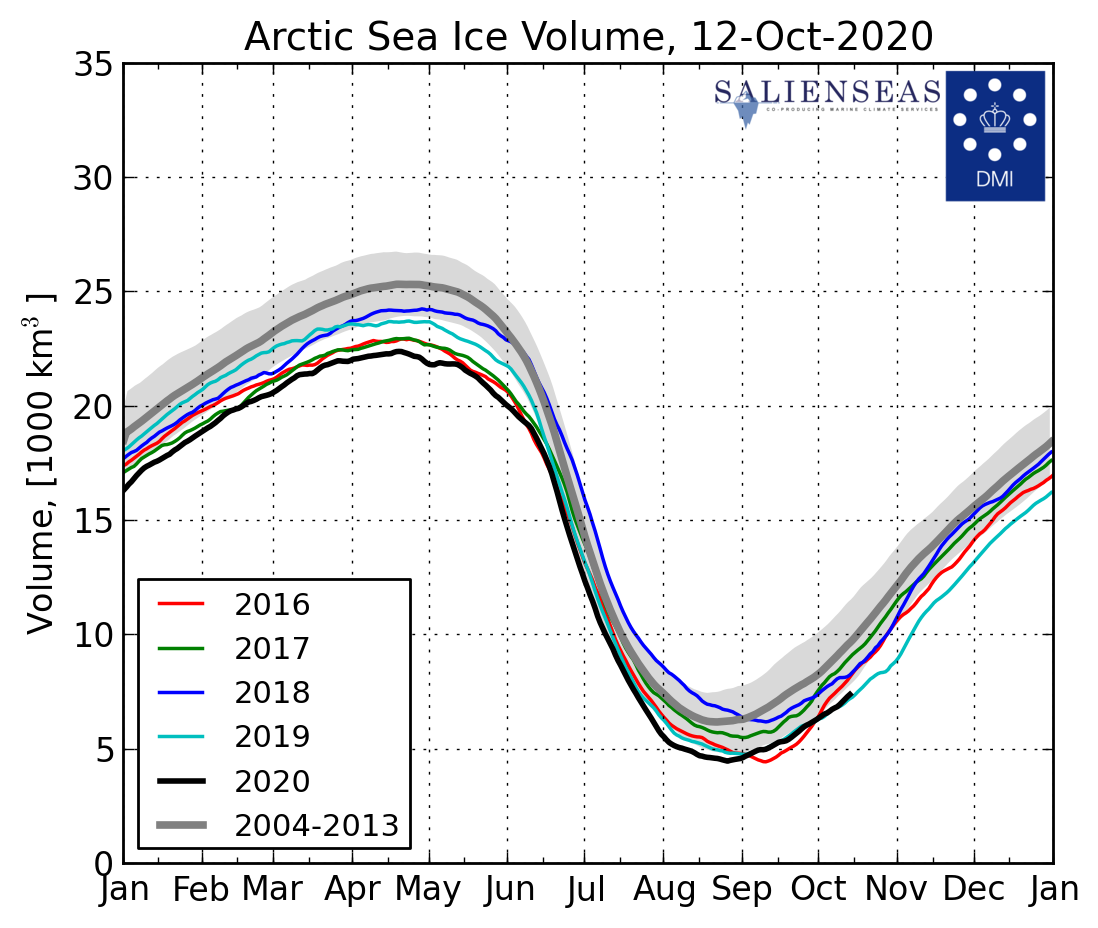 Arctic Sea Ice Volume, 12-Oct-2020
35
30
25
20
15
10
5
0
Volume, [1000 km³ ]
SALIENSEAS
CO-PRODUCING MARINE CLIMATE SERVICES
DMI
2016
2017
2018
2019
2020
2004-2013
Jan Feb Mar Apr May Jun Jul Aug Sep Oct Nov Dec Jan